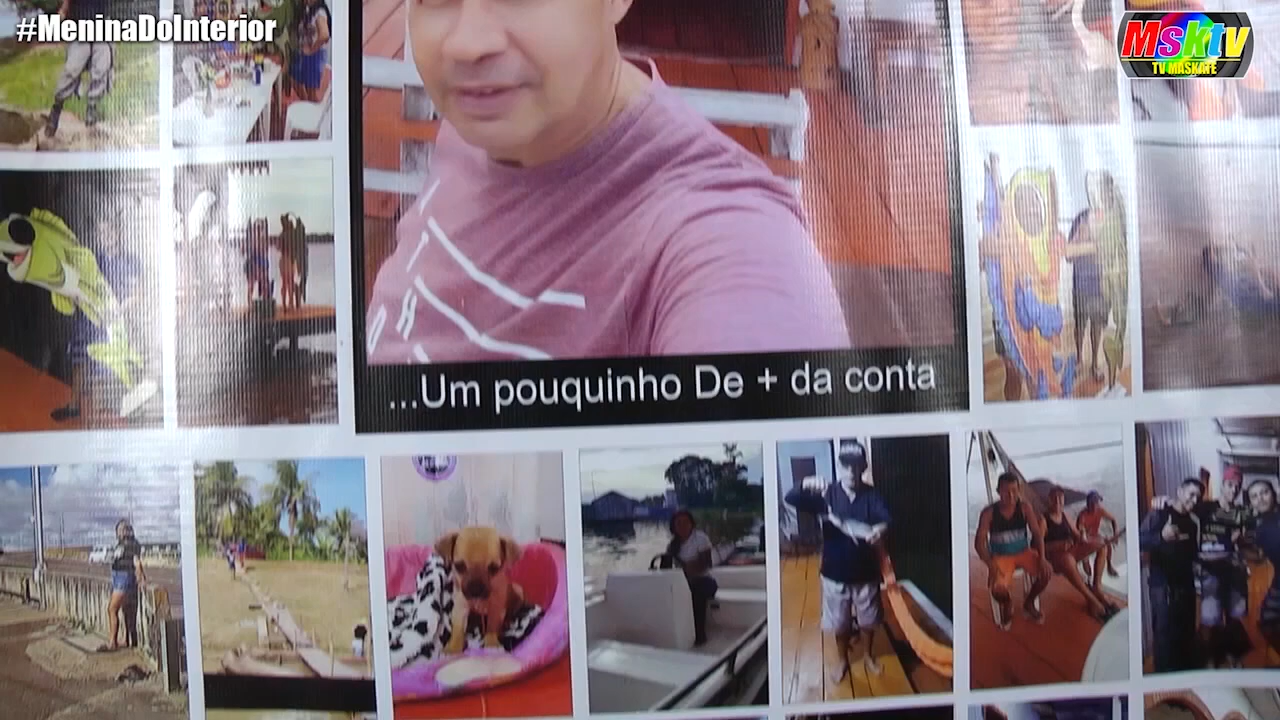 #MeninaDoInterior
MsKtv
TV MASKATE
...Um pouquinho De + da conta